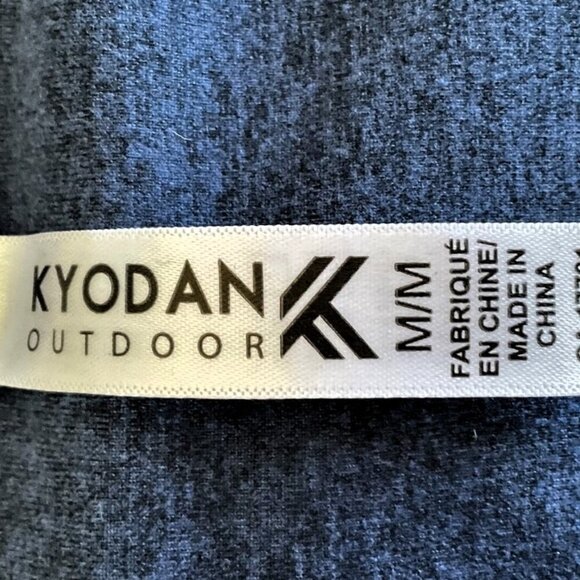 KYODAN
OUTDOOR
M/M
FABRIQUÉ
EN CHINE/
MADE IN
CHINA